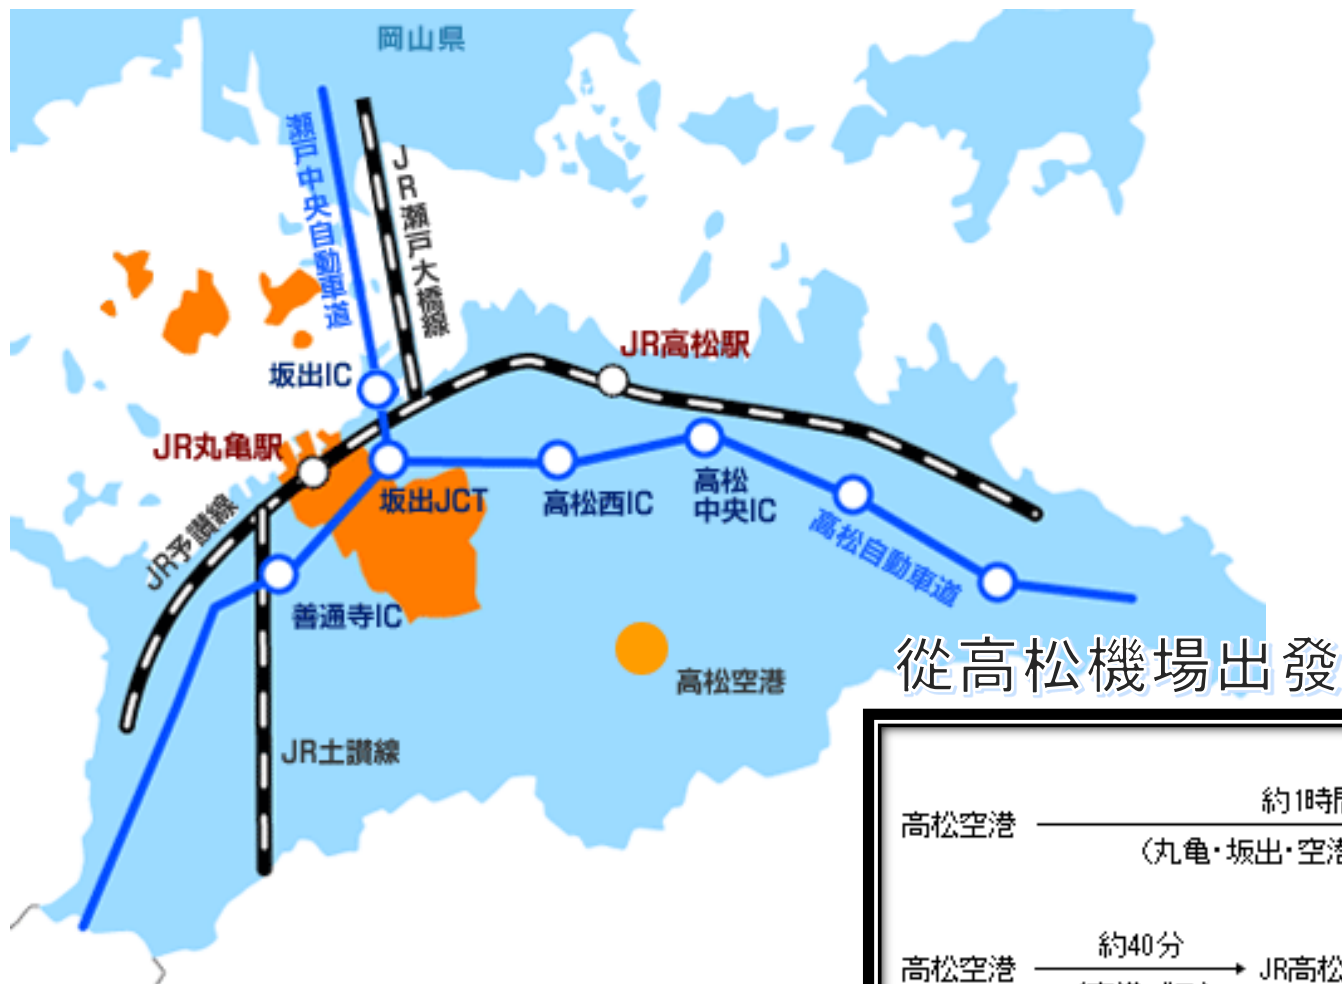 岡山県
瀬戸中央自動車道
JR瀬戸大橋線
JR高松駅
坂出IC
JR丸亀駅
坂出JCT
高松西IC
高松
中央IC
高松自動車道
JR予讃線
善通寺IC
高松空港
JR土讃線
從高松機場出發
約1時間
高松空港
(丸亀・坂出・空港
約40分
高松空港
JR高松